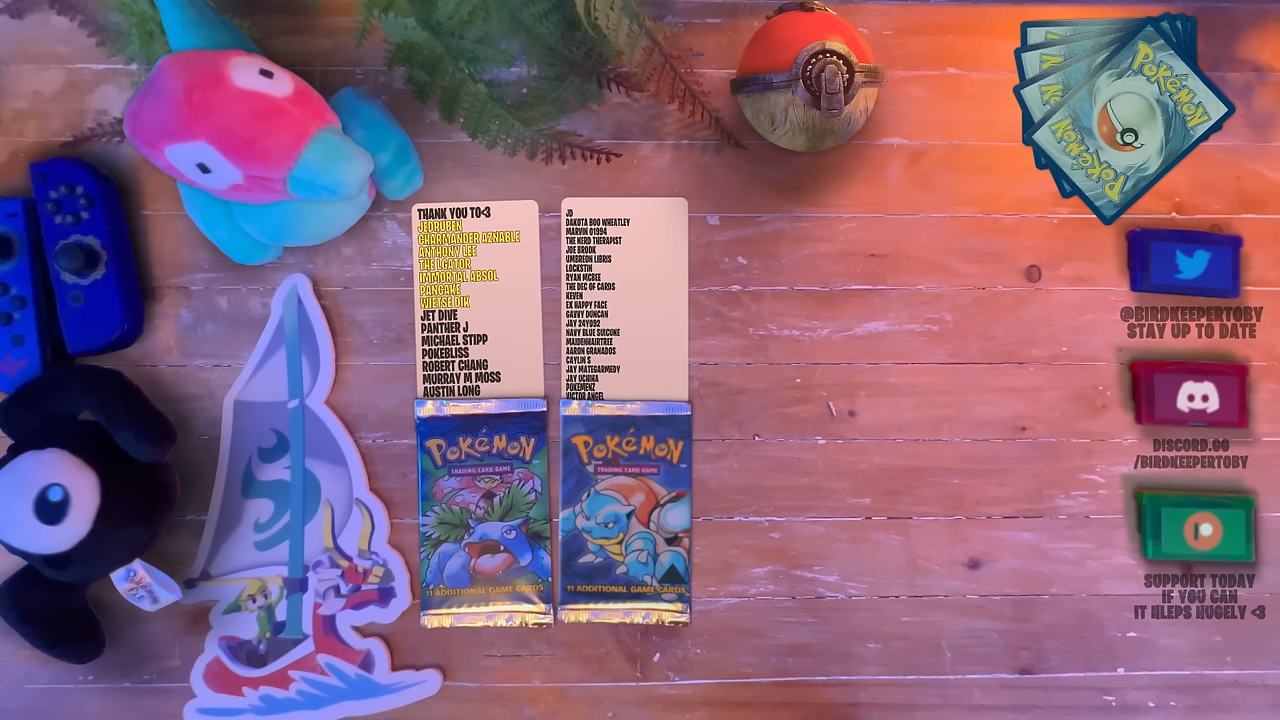 THANK YOU TO<3
JEDRUBEN
CHARMANDER AZNABLE
ANTHONY LEE
THE LGATOR
IMMORTAL ABSOL
PANCAKE
WIETSE DIK
JET DIVE
PANTHER J
MICHAEL STIPP
POKEBLISS
ROBERT CHANG
MURRAY M MOSS
AUSTIN LONG
JD
DAKOTA BOO WHEATLEY
MARVIN 01994
THE NERD THERAPIST
JOE BROOK
UMBREON LIBRIS
LOCKSTIN
RYAN MCBEE
THE DEC OF CARDS
KEVEN
EX HAPPY FACE
GAVVY DUNCAN
JAY 24Y092
NAVY BLUE SUICUNE
MAIDENHAIRTREE
AARON GRANADOS
CAYLIN S
JAY MATEGARMEDY
JAY UCHIHA
POKEMENZ
VICTOR ANGEL
POKéMON
TRADING CARD GAME
11 ADDITIONAL GAME CARDS
POKéMON
TRADING CARD GAME
11 ADDITIONAL GAME CARDS
POKéMON
POKéMON
@BIRDKEEPERTOBY
STAY UP TO DATE
DISCORD.GG
/BIRDKEEPERTOBY
SUPPORT TODAY
IF YOU CAN
IT HLEPS HUGELY <3